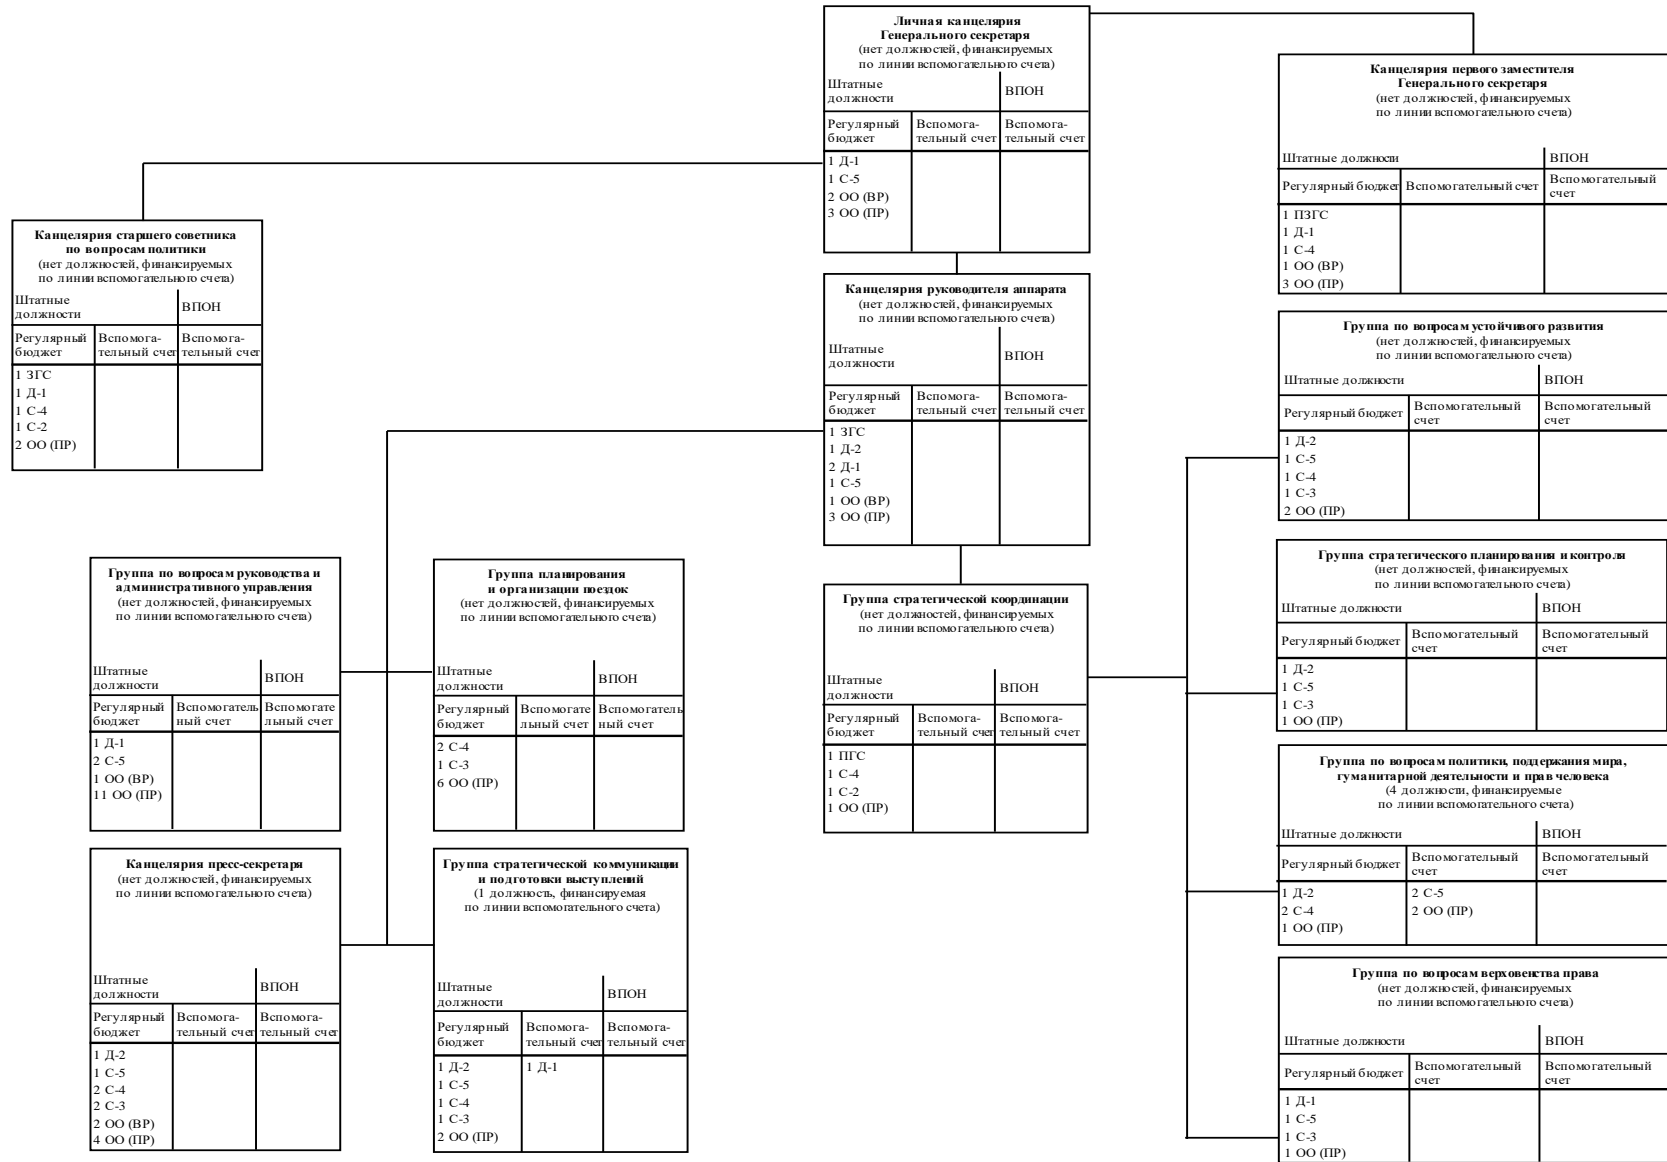 Личная канцелярия
Генерального секретаря
(нет должностей, финансируемых
по линии вспомогательного счета)
Штатные
должности
ВПОН
Регулярный
бюджет
Вспомога-
тельный счет
Вспомога-
тельный счет
1 Д-1
1 С-5
2 ОО (ВР)
3 ОО (ПР)
Канцелярия первого заместителя
Генерального секретаря
(нет должностей, финансируемых
по линии вспомогательного счета)
Штатные должности
ВПОН
Регулярный бюджет
Вспомогательный счет
Вспомогательный
счет
1 ПЗГС
1 Д-1
1 С-4
1 ОО (ВР)
3 ОО (ПР)
Канцелярия старшего советника
по вопросам политики
(нет должностей, финансируемых
по линии вспомогательного счета)
Штатные
должности
ВПОН
Регулярный
бюджет
Вспомога-
тельный счет
Вспомога-
тельный счет
1 ЗГС
1 Д-1
1 С-4
1 С-2
2 ОО (ПР)
Канцелярия руководителя аппарата
(нет должностей, финансируемых
по линии вспомогательного счета)
Штатные
должности
ВПОН
Регулярный
бюджет
Вспомога-
тельный счет
Вспомога-
тельный счет
1 ЗГС
1 Д-2
2 Д-1
1 С-5
1 ОО (ВР)
3 ОО (ПР)
Группа по вопросам устойчивого развития
(нет должностей, финансируемых
по линии вспомогательного счета)
Штатные должности
ВПОН
Регулярный бюджет
Вспомогательный
счет
Вспомогательный
счет
1 Д-2
1 С-5
1 С-4
1 С-3
2 ОО (ПР)
Группа по вопросам руководства и
административного управления
(нет должностей, финансируемых
по линии вспомогательного счета)
Штатные
должности
ВПОН
Регулярный
бюджет
Вспомогатель
ный счет
Вспомогате
льный счет
1 Д-1
2 С-5
1 ОО (ВР)
11 ОО (ПР)
Группа планирования
и организации поездок
(нет должностей, финансируемых
по линии вспомогательного счета)
Штатные
должности
ВПОН
Регулярный
бюджет
Вспомогате
льный счет
Вспомогатель
ный счет
2 С-4
1 С-3
6 ОО (ПР)
Группа стратегической координации
(нет должностей, финансируемых
по линии вспомогательного счета)
Штатные
должности
ВПОН
Регулярный
бюджет
Вспомога-
тельный счет
Вспомога-
тельный счет
1 ПГС
1 С-4
1 С-2
1 ОО (ПР)
Группа стратегического планирования и контроля
(нет должностей, финансируемых
по линии вспомогательного счета)
Штатные должности
ВПОН
Регулярный бюджет
Вспомогательный
счет
Вспомогательный
счет
1 Д-2
1 С-5
1 С-3
1 ОО (ПР)
Группа по вопросам политики, поддержания мира,
гуманитарной деятельности и прав человека
(4 должности, финансируемые
по линии вспомогательного счета)
Штатные должности
ВПОН
Регулярный бюджет
Вспомогательный
счет
Вспомогательный
счет
1 Д-2
2 С-4
1 ОО (ПР)
2 С-5
2 ОО (ПР)
Канцелярия пресс-секретаря
(нет должностей, финансируемых
по линии вспомогательного счета)
Штатные
должности
ВПОН
Регулярный
бюджет
Вспомога-
тельный счет
Вспомога-
тельный счет
1 Д-2
1 С-5
2 С-4
2 С-3
2 ОО (ВР)
4 ОО (ПР)
Группа стратегической коммуникации
и подготовки выступлений
(1 должность, финансируемая
по линии вспомогательного счета)
Штатные
должности
ВПОН
Регулярный
бюджет
Вспомога-
тельный счет
Вспомога-
тельный счет
1 Д-2
1 С-5
1 С-4
1 С-3
2 ОО (ПР)
1 Д-1
Группа по вопросам верховенства права
(нет должностей, финансируемых
по линии вспомогательного счета)
Штатные должности
ВПОН
Регулярный бюджет
Вспомогательный
счет
Вспомогательный
счет
1 Д-1
1 С-5
1 С-3
1 ОО (ПР)